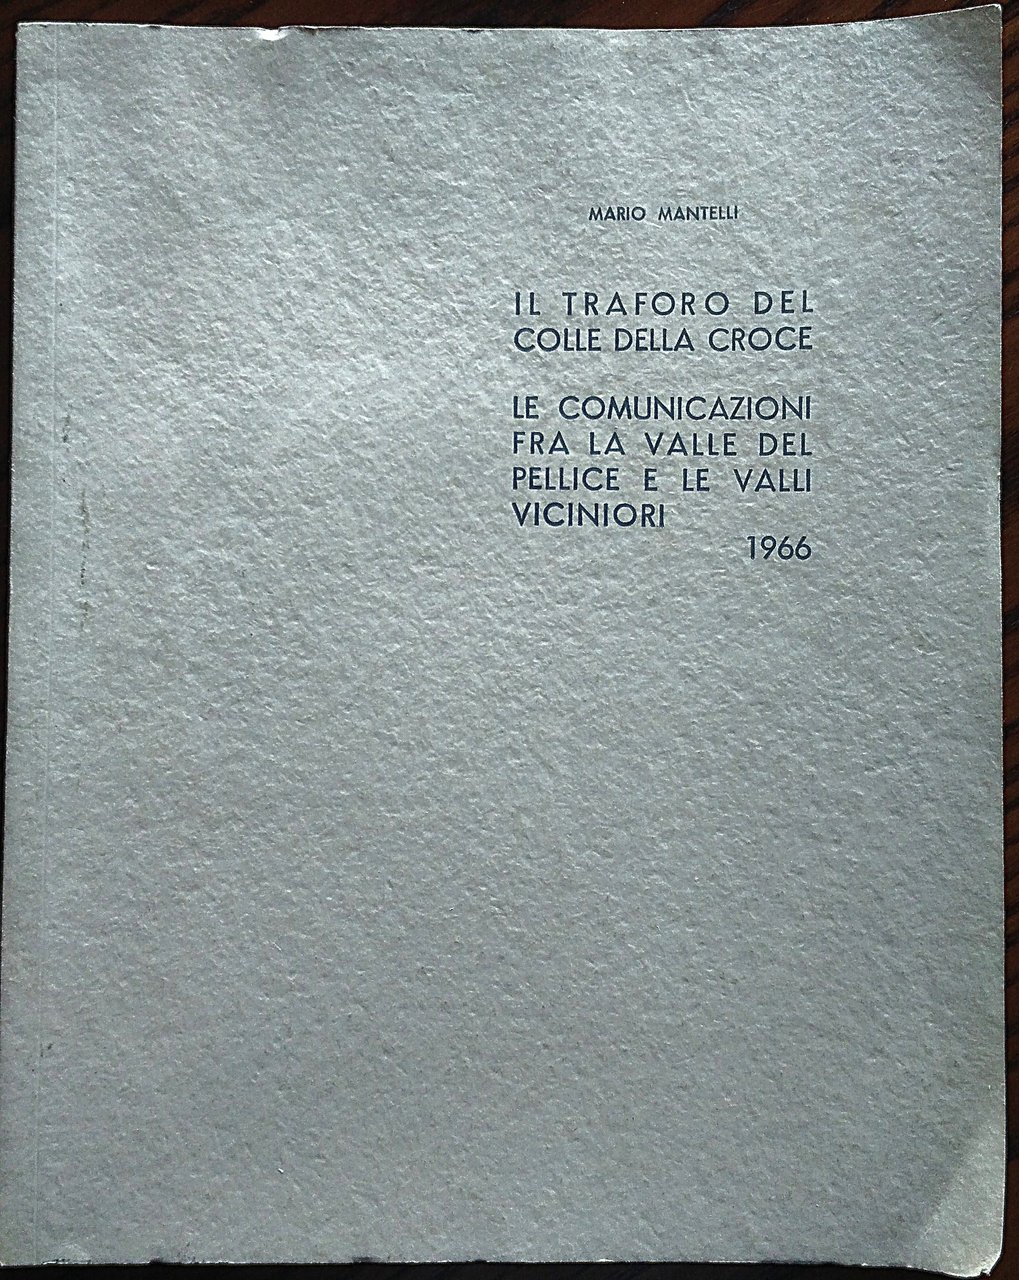 MARIO MANTELLI
IL TRAFORO DEL
COLLE DELLA CROCE
LE COMUNICAZIONI
FRA LA VALLE DEL
PELLICE E LE VALLI
VICINIORI
1966